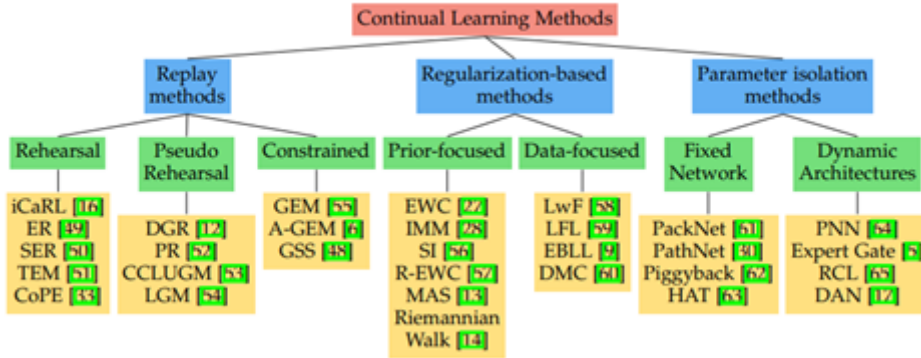 Continual Learning Methods
Replay
methods
Regularization-based
methods
Parameter isolation
methods
Rehearsal
Pseudo
Rehearsal
Constrained
Prior-focused
Data-focused
Fixed
Network
Dynamic
Architectures
iCaRL [16]
ER [49]
SER [50]
TEM [51]
CoPE [33]
DGR [12]
PR [52]
CCLUGM [53]
LGM [54]
GEM [55]
A-GEM [6]
GSS [48]
EWC [27]
IMM [28]
SI [56]
R-EWC [57]
MAS [13]
Riemannian
Walk [14]
LwF [58]
LFL [59]
EBLL [9]
DMC [60]
PackNet [61]
PathNet [30]
Piggyback [62]
HAT [63]
PNN [64]
Expert Gate [5]
RCL [65]
DAN [17]